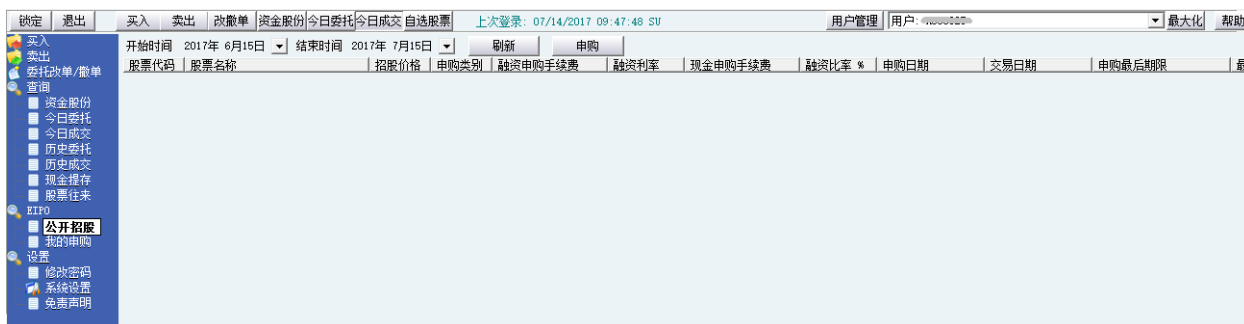 锁定 退出 买入 卖出 改撤单 资金股份 今日委托 今日成交 自选股票 上次登录: 07/14/2017 09:47:48 SU 用户管理 用户: 最大化 帮助
买入
卖出
委托改单/撤单
查询
资金股份
今日委托
今日成交
历史委托
历史成交
现金提存
股票往来
EIPO
公开招股
我的申购
设置
修改密码
系统设置
免责声明
开始时间 2017年 6月15日 结束时间 2017年 7月15日 刷新 申购
股票代码 股票名称 招股价格 申购类别 融资申购手续费 融资利率 现金申购手续费 融资比率 % 申购日期 交易日期 申购最后期限